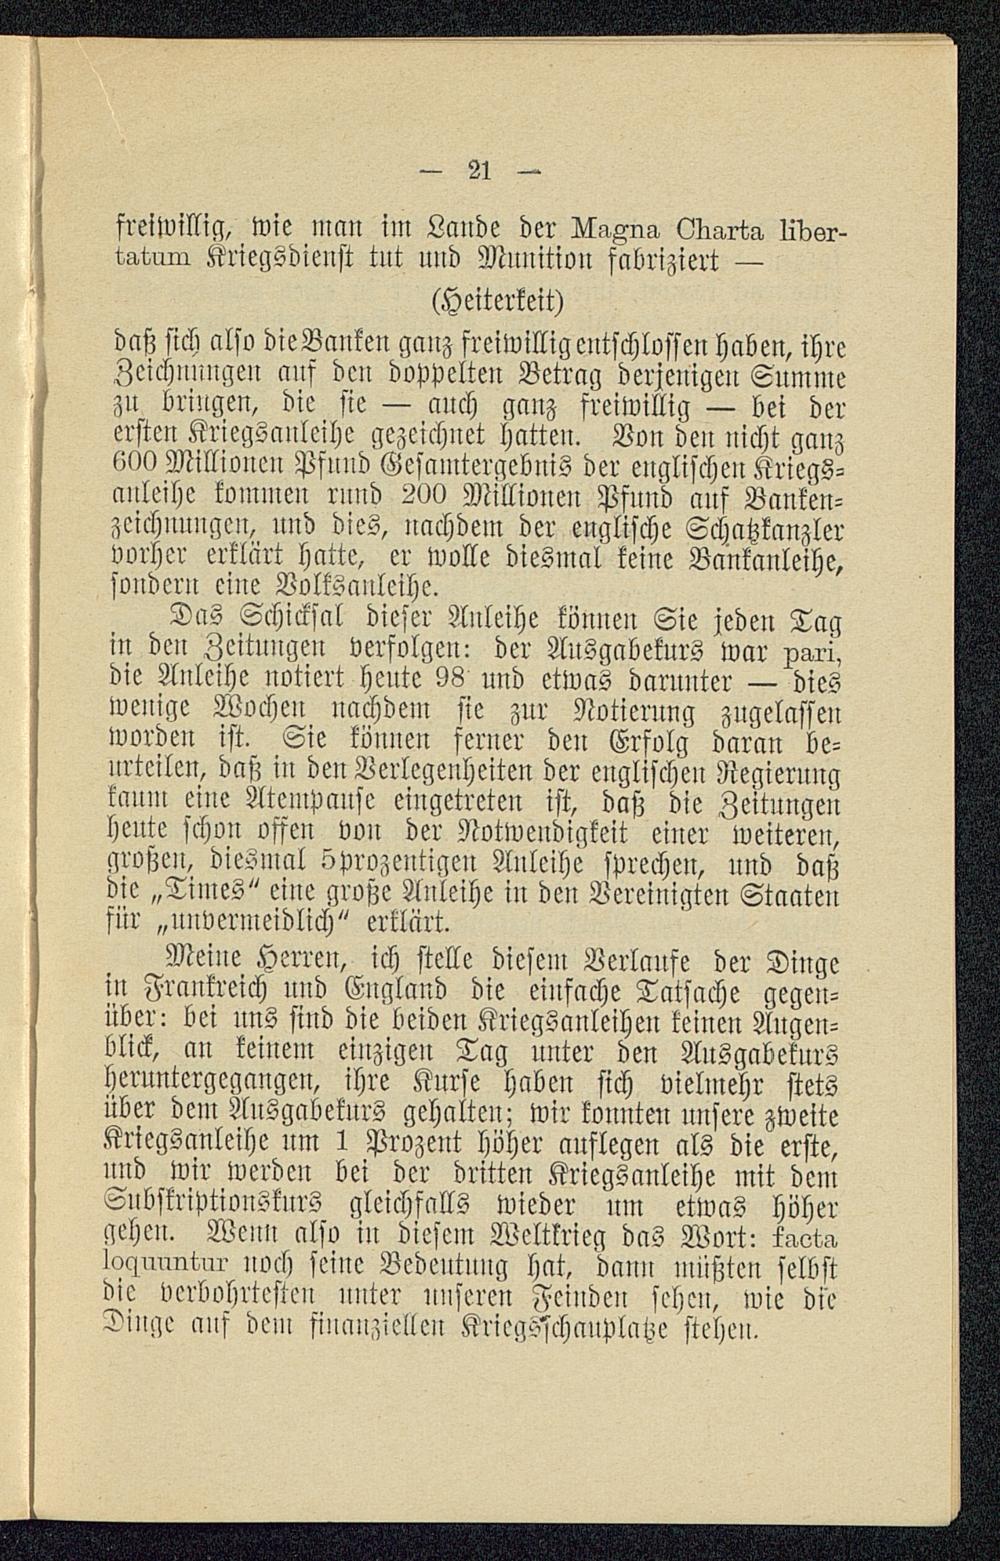 — 21 —
freiwillig, wie man im Lande der Magna Charta liber-
tatum Kriegsdienst tut und Munition fabriziert —
(Heiterkeit)
daß sich also die Banken ganz freiwillig entschlossen haben, ihre
Zeichnungen auf den doppelten Betrag derjenigen Summe
zu bringen, die sie — auch ganz freiwillig — bei der
ersten Kriegsanleihe gezeichnet hatten. Von den nicht ganz
600 Millionen Pfund Gesamtergebnis der englischen Kriegs-
anleihe kommen rund 200 Millionen Pfund auf Banken-
zeichnungen, und dies, nachdem der englische Schatzkanzler
vorher erklärt hatte, er wolle diesmal keine Bankanleihe,
sondern eine Volksanleihe.
Das Schicksal dieser Anleihe können Sie jeden Tag
in den Zeitungen verfolgen: der Ausgabekurs war pari,
die Anleihe notiert heute 98 und etwas darunter — dies
wenige Wochen nachdem sie zur Notierung zugelassen
worden ist. Sie können ferner den Erfolg daran be-
urteilen, daß in den Verlegenheiten der englischen Regierung
kaum eine Atempause eingetreten ist, daß die Zeitungen
heute schon offen von der Notwendigkeit einer weiteren,
großen, diesmal 5prozentigen Anleihe sprechen, und daß
die „Times“ eine große Anleihe in den Vereinigten Staaten
für „unvermeidlich“ erklärt.
Meine Herren, ich stelle diesem Verlaufe der Dinge
in Frankreich und England die einfache Tatsache gegen-
über: bei uns sind die beiden Kriegsanleihen keinen Augen-
blick, an keinem einzigen Tag unter den Ausgabekurs
heruntergegangen, ihre Kurse haben sich vielmehr stets
über dem Ausgabekurs gehalten; wir konnten unsere zweite
Kriegsanleihe um 1 Prozent höher auflegen als die erste,
und wir werden bei der dritten Kriegsanleihe mit dem
Subskriptionskurs gleichfalls wieder um etwas höher
gehen. Wenn also in diesem Weltkrieg das Wort: facta
loquuntur noch seine Bedeutung hat, dann müßten selbst
die verbohrtesten unter unseren Feinden sehen, wie die
Dinge auf dem finanziellen Kriegsschauplatze stehen.